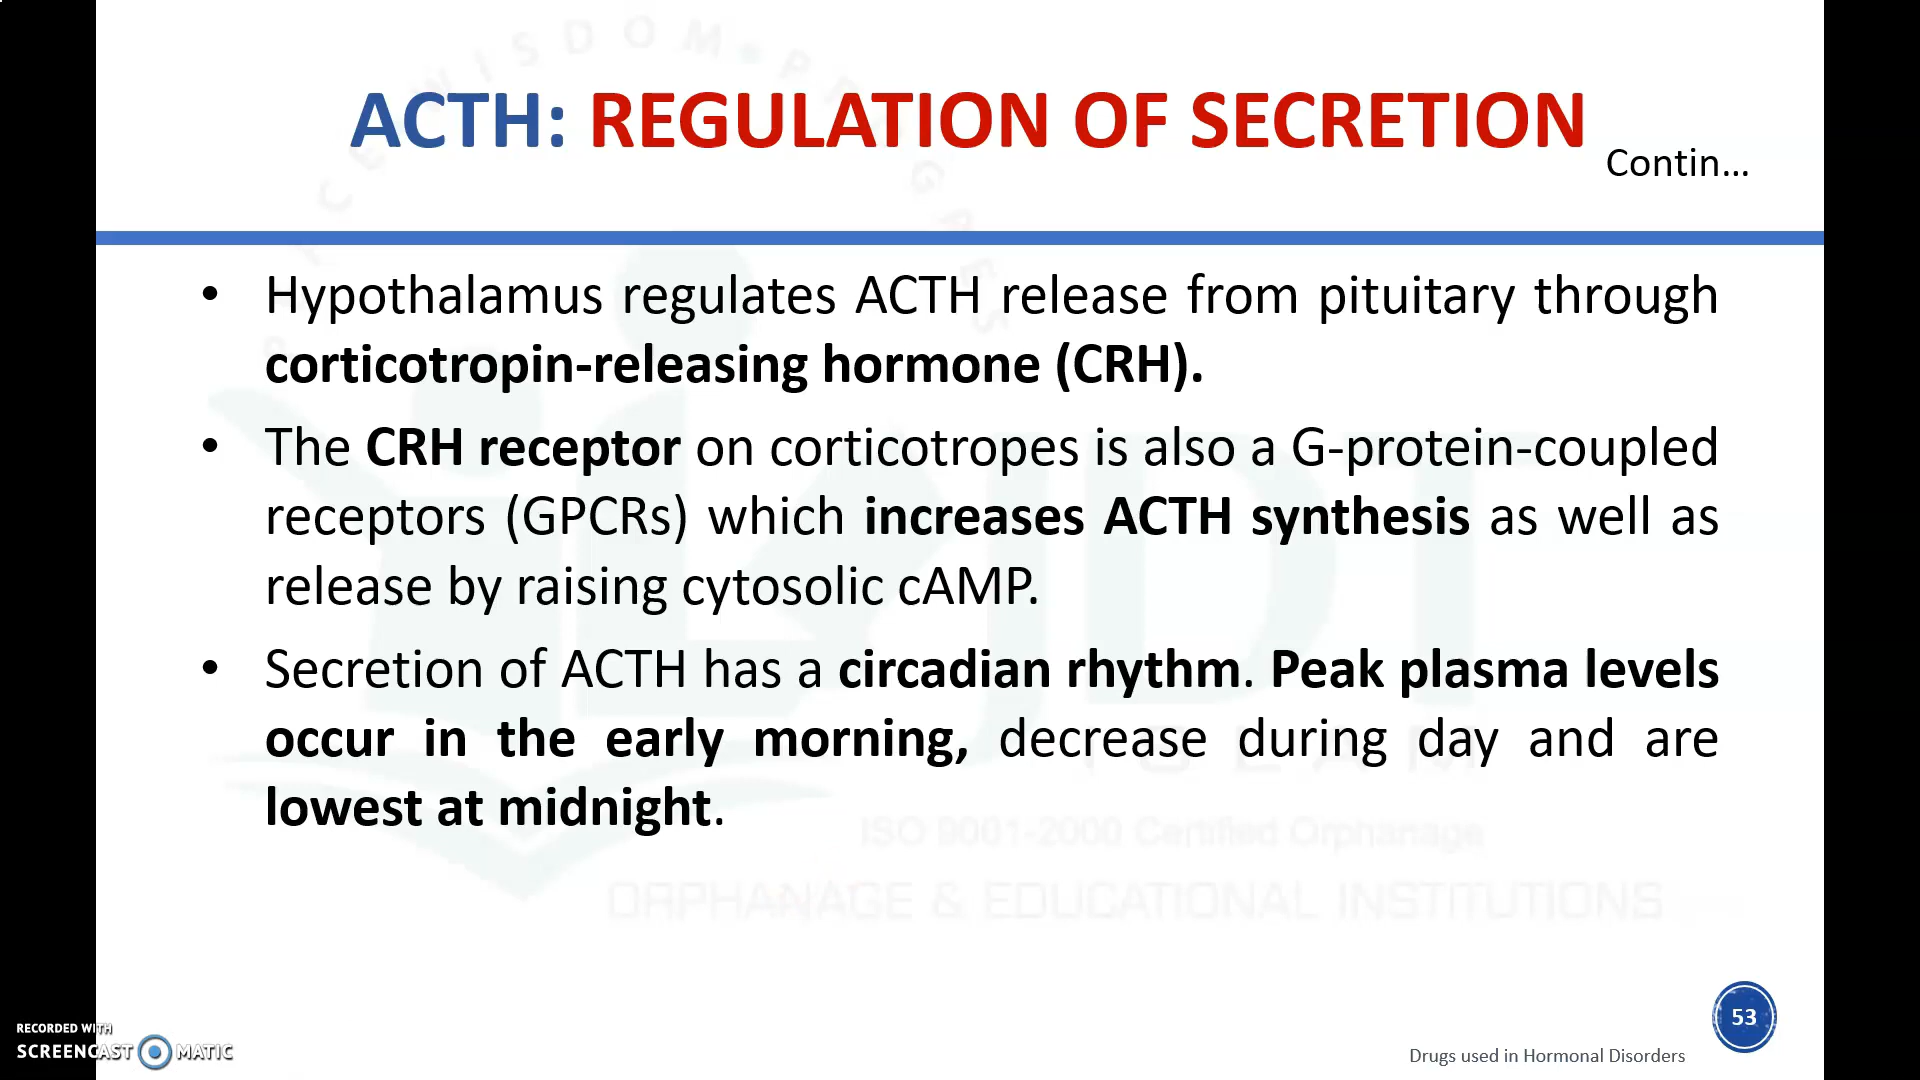 ACTH: REGULATION OF SECRETION
Contin...
• Hypothalamus regulates ACTH release from pituitary through
corticotropin-releasing hormone (CRH).
• The CRH receptor on corticotropes is also a G-protein-coupled
receptors (GPCRs) which increases ACTH synthesis as well as
release by raising cytosolic cAMP.
• Secretion of ACTH has a circadian rhythm. Peak plasma levels
occur in the early morning, decrease during day and are
lowest at midnight.
JDT
ISLAM
ISO 9001-2000 Certified Orphanage
ORPHANAGE & EDUCATIONAL INSTITUTIONS
53
Drugs used in Hormonal Disorders
RECORDED WITH
SCREENCAST MATIC